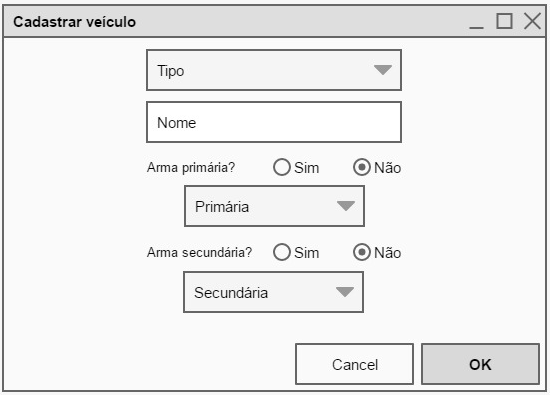 Cadastrar veículo
Tipo
Nome
Arma primária? Sim Não
Primária
Arma secundária? Sim Não
Secundária
Cancel OK